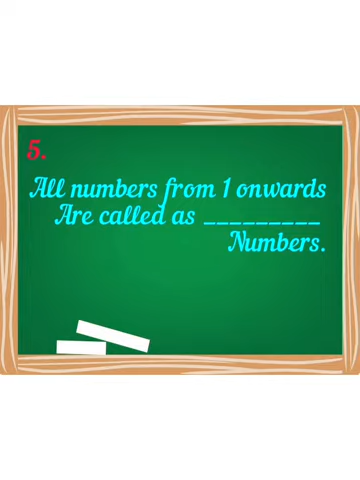 5.
All numbers from 1 onwards
Are called as _________
Numbers.